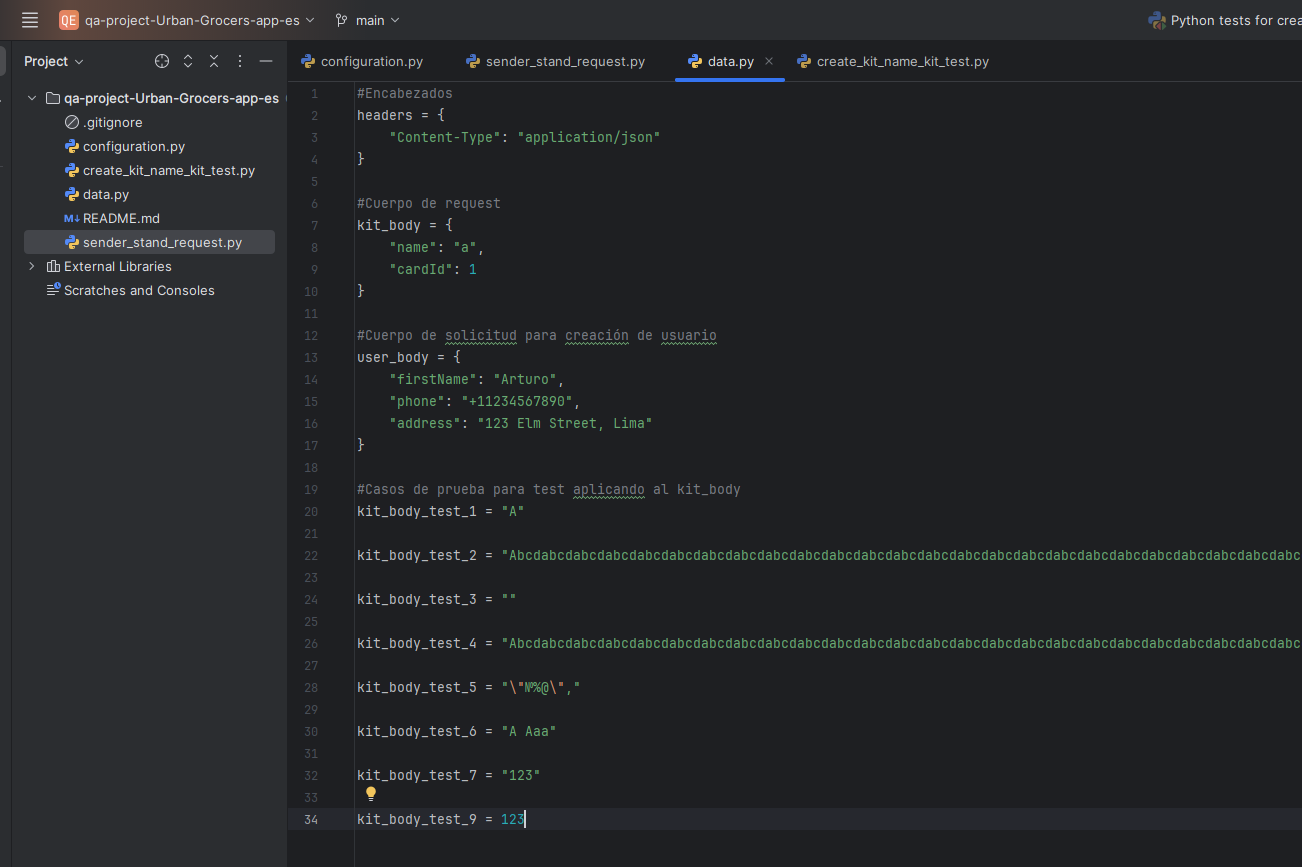 QE qa-project-Urban-Grocers-app-es main Python tests for crea
Project
configuration.py sender_stand_request.py data.py create_kit_name_kit_test.py
qa-project-Urban-Grocers-app-es
.gitignore
configuration.py
create_kit_name_kit_test.py
data.py
M↓ README.md
sender_stand_request.py
External Libraries
Scratches and Consoles
1 #Encabezados
2 headers = {
3 "Content-Type": "application/json"
4 }
5
6 #Cuerpo de request
7 kit_body = {
8 "name": "a",
9 "cardId": 1
10 }
11
12 #Cuerpo de solicitud para creación de usuario
13 user_body = {
14 "firstName": "Arturo",
15 "phone": "+11234567890",
16 "address": "123 Elm Street, Lima"
17 }
18
19 #Casos de prueba para test aplicando al kit_body
20 kit_body_test_1 = "A"
21
22 kit_body_test_2 = "Abcdabcdabcdabcdabcdabcdabcdabcdabcdabcdabcdabcdabcdabcdabcdabcdabcdabcdabcdabcdabcdabcdabcdabcdabc
23
24 kit_body_test_3 = ""
25
26 kit_body_test_4 = "Abcdabcdabcdabcdabcdabcdabcdabcdabcdabcdabcdabcdabcdabcdabcdabcdabcdabcdabcdabcdabcdabcdabcdabcdabc
27
28 kit_body_test_5 = "\"№%@\","
29
30 kit_body_test_6 = "A Aaa"
31
32 kit_body_test_7 = "123"
33
34 kit_body_test_9 = 123